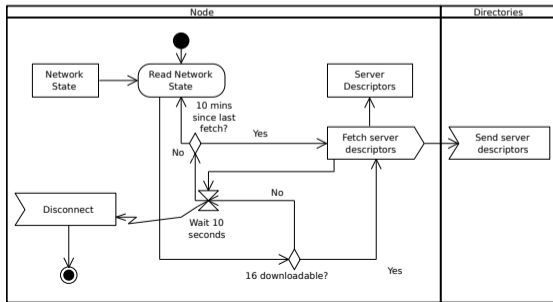 Node
Directories
Network
State
Read Network
State
Server
Descriptors
10 mins
since last
fetch?
Yes
Fetch server
descriptors
Send server
descriptors
No
No
Disconnect
Wait 10
seconds
16 downloadable?
Yes